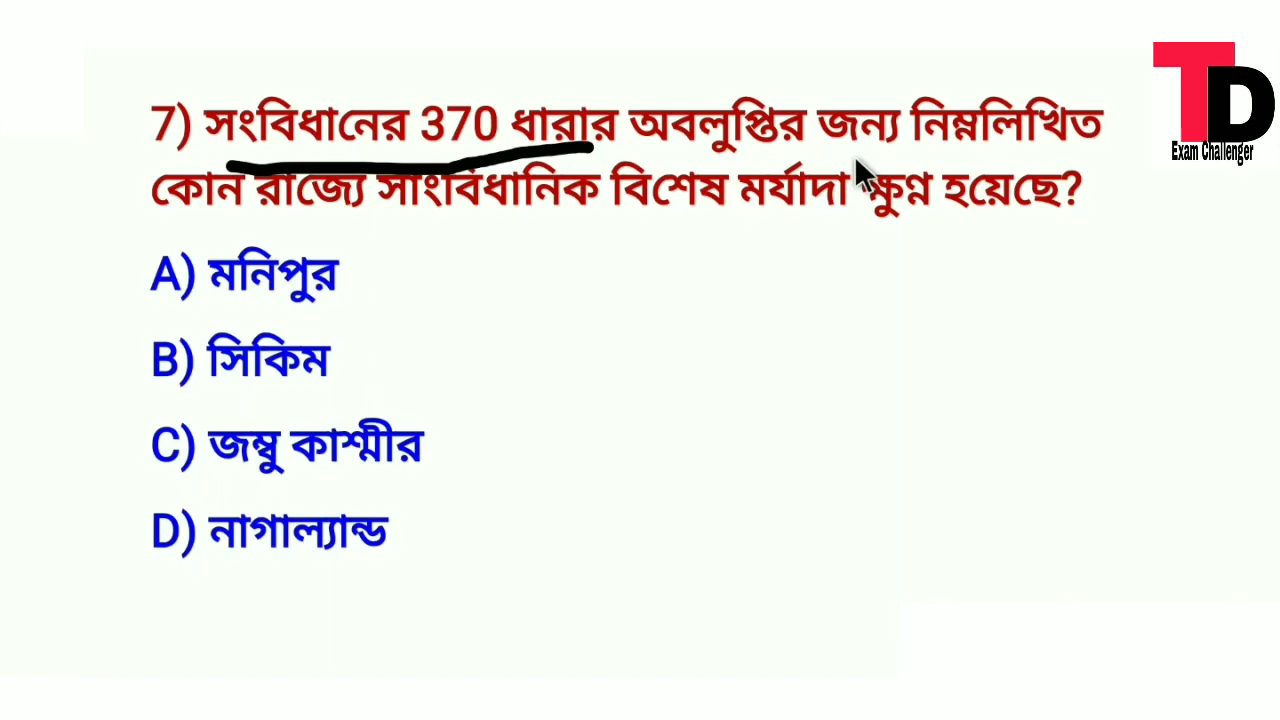 7) সংবিধানের 370 ধারার অবলুপ্তির জন্য নিম্নলিখিত
কোন রাজ্যে সাংবিধানিক বিশেষ মর্যাদা ক্ষুণ্ন হয়েছে?
A) মনিপুর
B) সিকিম
C) জম্বু কাশ্মীর
D) নাগাল্যান্ড
TD
Exam Challenger